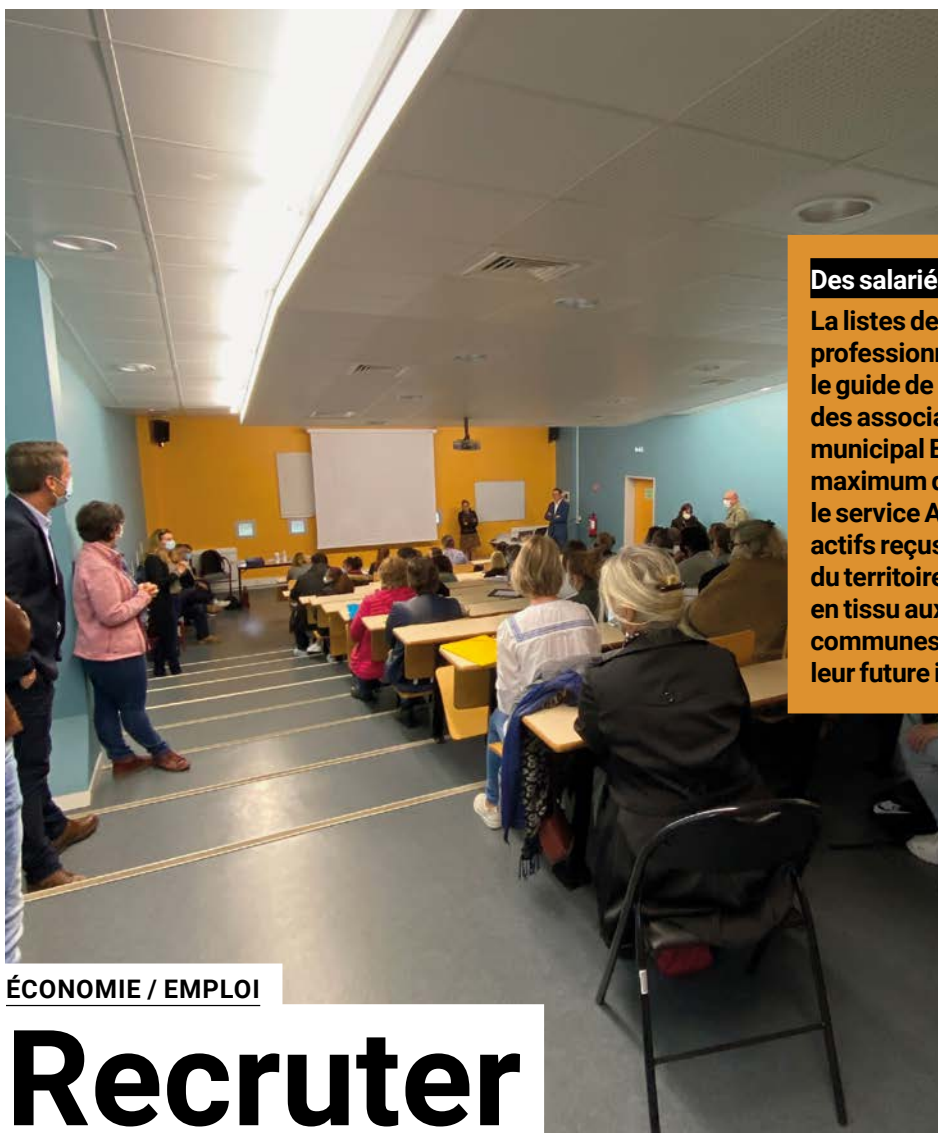 Des salarié
La listes de
professionn
le guide de
des associa
municipal E
maximum d
le service A
actifs reçus
du territoire
en tissu aux
communes
leur future i
ÉCONOMIE / EMPLOI
Recruter